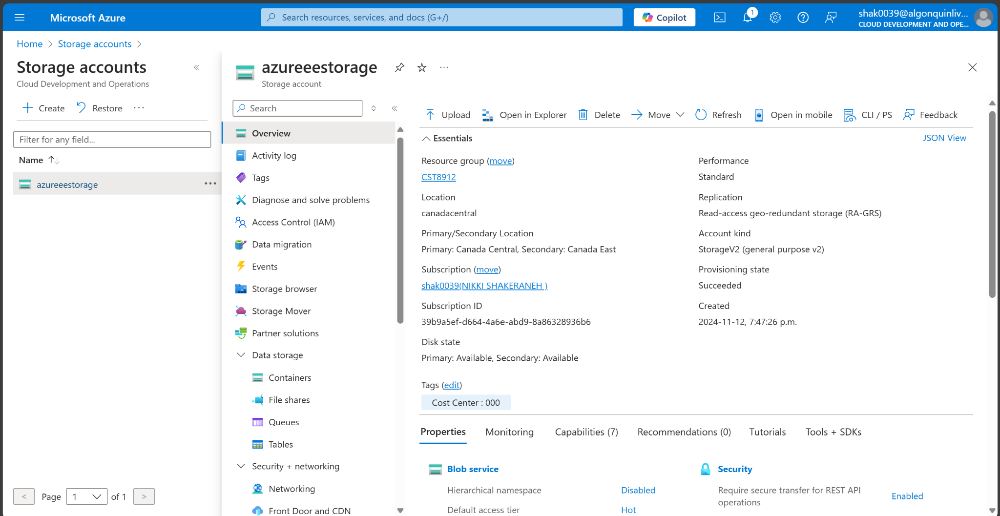 Microsoft Azure
Search resources, services, and docs (G+/)
Copilot
1
shak0039@algonquinliv...
CLOUD DEVELOPMENT AND OPE...
Home > Storage accounts >
Storage accounts
Cloud Development and Operations
Create
Restore
Filter for any field...
Name
azureeestorage
< Page 1 of 1 >
azureeestorage
Storage account
Search
Overview
Activity log
Tags
Diagnose and solve problems
Access Control (IAM)
Data migration
Events
Storage browser
Storage Mover
Partner solutions
Data storage
Containers
File shares
Queues
Tables
Security + networking
Networking
Front Door and CDN
Upload
Open in Explorer
Delete
Move
Refresh
Open in mobile
CLI / PS
Feedback
Essentials
JSON View
Resource group (move)
CST8912
Location
canadacentral
Primary/Secondary Location
Primary: Canada Central, Secondary: Canada East
Subscription (move)
shak0039(NIKKI SHAKERANEH )
Subscription ID
39b9a5ef-d664-4a6e-abd9-8a86328936b6
Disk state
Primary: Available, Secondary: Available
Performance
Standard
Replication
Read-access geo-redundant storage (RA-GRS)
Account kind
StorageV2 (general purpose v2)
Provisioning state
Succeeded
Created
2024-11-12, 7:47:26 p.m.
Tags (edit)
Cost Center : 000
Properties
Monitoring
Capabilities (7)
Recommendations (0)
Tutorials
Tools + SDKs
Blob service
Hierarchical namespace
Disabled
Default access tier
Hot
Security
Require secure transfer for REST API
operations
Enabled